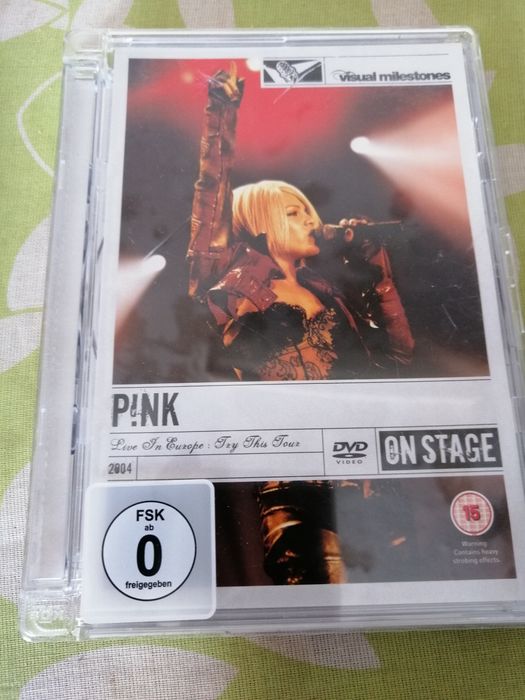 visual milestones
P!NK
Live In Europe : Try This Tour
DVD
VIDEO
ON STAGE
2004
FSK
ab
0
freigegeben
15
Warning:
Contains heavy
strobing effects.